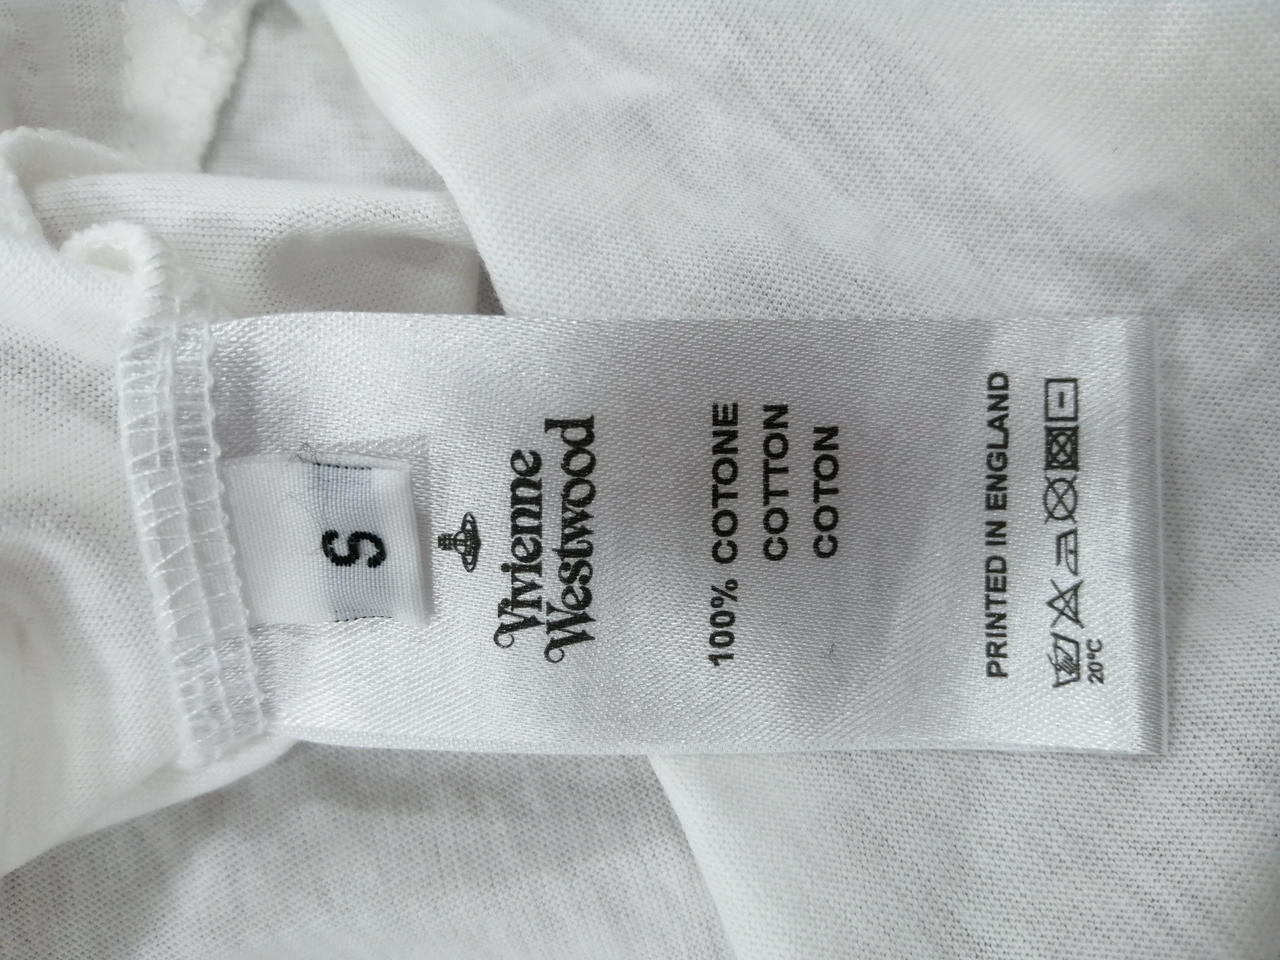 S
Vivienne
Westwood
100% COTONE
COTTON
COTON
PRINTED IN ENGLAND
20°C